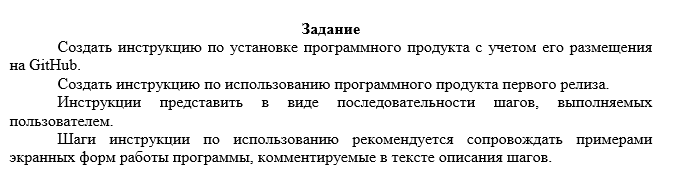 Задание
Создать инструкцию по установке программного продукта с учетом его размещения
на GitHub.
Создать инструкцию по использованию программного продукта первого релиза.
Инструкции представить в виде последовательности шагов, выполняемых
пользователем.
Шаги инструкции по использованию рекомендуется сопровождать примерами
экранных форм работы программы, комментируемые в тексте описания шагов.